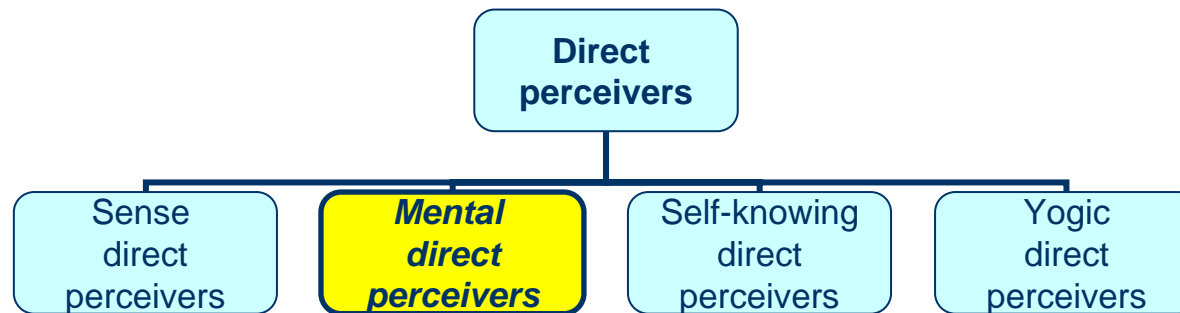 Direct
perceivers
Sense
direct
perceivers
Mental
direct
perceivers
Self-knowing
direct
perceivers
Yogic
direct
perceivers